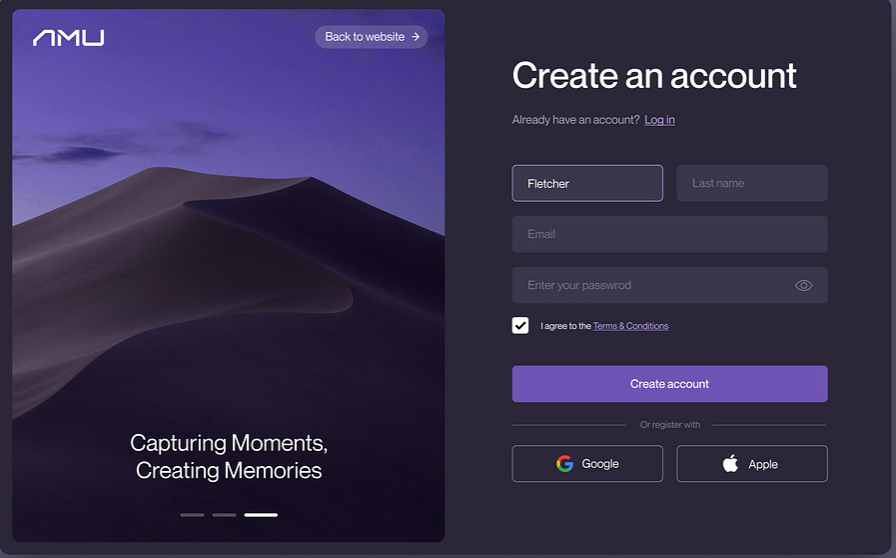 AMU
Back to website →
Create an account
Already have an account? Log in
Fletcher
Last name
Email
Enter your passwrod
I agree to the Terms & Conditions
Create account
Or register with
Google
Apple
Capturing Moments,
Creating Memories